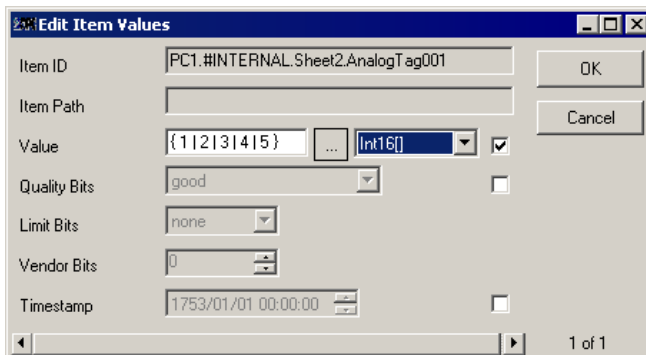 Edit Item Values
Item ID PC1.#INTERNAL.Sheet2.AnalogTag001 OK
Item Path Cancel
Value {1|2|3|4|5} ... Int16[]
Quality Bits good
Limit Bits none
Vendor Bits 0
Timestamp 1753/01/01 00:00:00
1 of 1